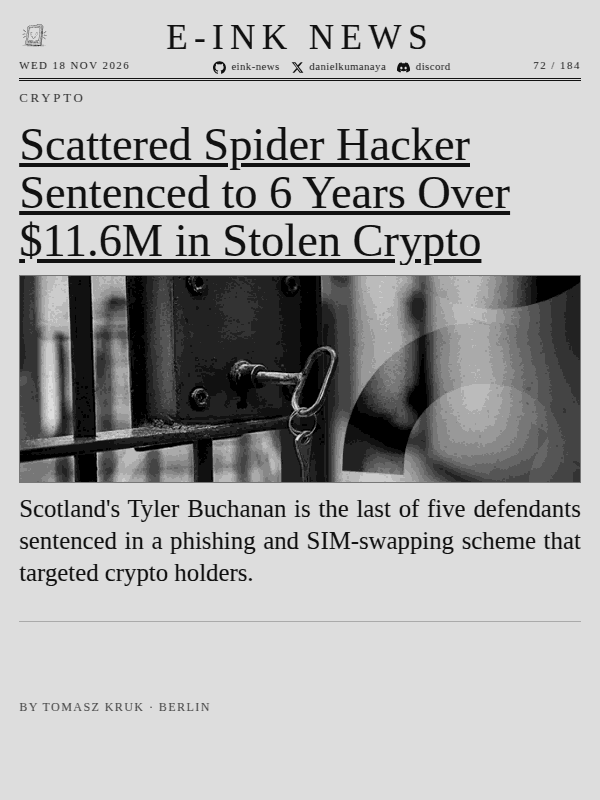 E-INK NEWS
WED 18 NOV 2026 eink-news danielkumanaya discord 72 / 184
CRYPTO
Scattered Spider Hacker
Sentenced to 6 Years Over
$11.6M in Stolen Crypto
Scotland's Tyler Buchanan is the last of five defendants
sentenced in a phishing and SIM-swapping scheme that
targeted crypto holders.
BY TOMASZ KRUK · BERLIN